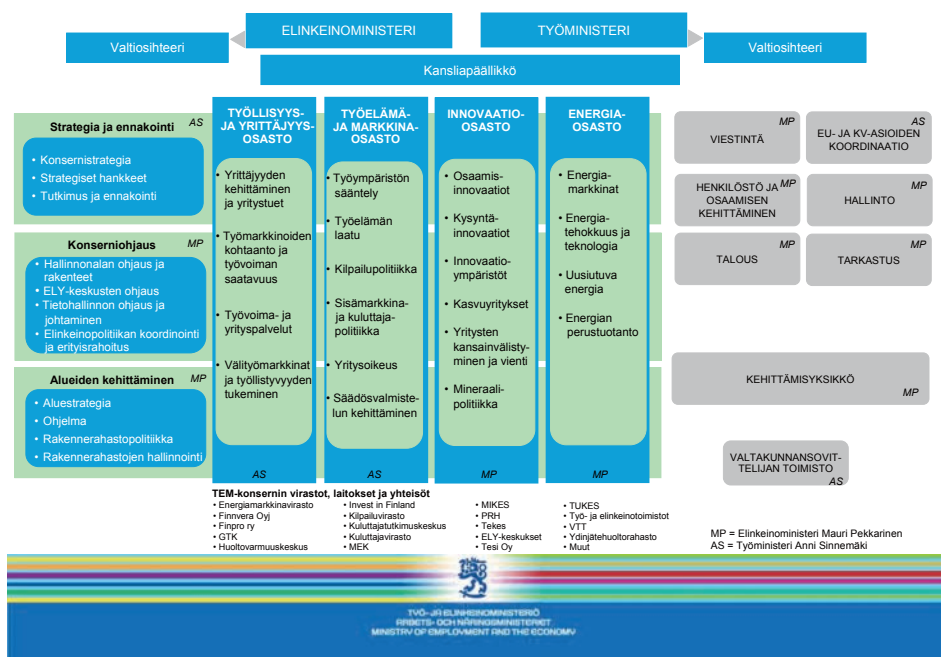 ELINKEINOMINISTERI
TYÖMINISTERI
Valtiosihteeri
Valtiosihteeri
Kansliapäällikkö
Strategia ja ennakointi AS
• Konsernistrategia
• Strategiset hankkeet
• Tutkimus ja ennakointi
Konserniohjaus MP
• Hallinnonalan ohjaus ja
rakenteet
• ELY-keskusten ohjaus
• Tietohallinnon ohjaus ja
johtaminen
• Elinkeinopolitiikan koordinointi
ja erityisrahoitus
Alueiden kehittäminen MP
• Aluestrategia
• Ohjelma
• Rakennerahastopolitiikka
• Rakennerahastojen hallinnointi
TYÖLLISYYS-
JA YRITTÄJYYS-
OSASTO
• Yrittäjyyden
kehittäminen
ja yritystuet
• Työmarkkinoiden
kohtaanto ja
työvoiman
saatavuus
• Työvoima- ja
yrityspalvelut
• Välityömarkkinat
ja työllistyvyyden
tukeminen
AS
TYÖELÄMÄ-
JA MARKKINA-
OSASTO
• Työympäristön
sääntely
• Työelämän
laatu
• Kilpailupolitiikka
• Sisämarkkina-
ja kuluttaja-
politiikka
• Yritysoikeus
• Säädösvalmiste-
lun kehittäminen
AS
INNOVAATIO-
OSASTO
• Osaamis-
innovaatiot
• Kysyntä-
innovaatiot
• Innovaatio-
ympäristöt
• Kasvuyritykset
• Yritysten
kansainvälisty-
minen ja vienti
• Mineraali-
politiikka
MP
ENERGIA-
OSASTO
• Energia-
markkinat
• Energia-
tehokkuus ja
teknologia
• Uusiutuva
energia
• Energian
perustuotanto
MP
MP
VIESTINTÄ
AS
EU- JA KV-ASIOIDEN
KOORDINAATIO
HENKILÖSTÖ JA MP
OSAAMISEN
KEHITTÄMINEN
MP
HALLINTO
MP
TALOUS
MP
TARKASTUS
KEHITTÄMISYKSIKKÖ
MP
VALTAKUNNANSOVIT-
TELIJAN TOIMISTO
AS
TEM-konsernin virastot, laitokset ja yhteisöt
• Energiamarkkinavirasto
• Finnvera Oyj
• Finpro ry
• GTK
• Huoltovarmuuskeskus
• Invest in Finland
• Kilpailuvirasto
• Kuluttajatutkimuskeskus
• Kuluttajavirasto
• MEK
• MIKES
• PRH
• Tekes
• ELY-keskukset
• Tesi Oy
• TUKES
• Työ- ja elinkeinotoimistot
• VTT
• Ydinjätehuoltorahasto
• Muut
MP = Elinkeinoministeri Mauri Pekkarinen
AS = Työministeri Anni Sinnemäki
TYÖ- JA ELINKEINOMINISTERIÖ
ARBETS- OCH NÄRINGSMINISTERIET
MINISTRY OF EMPLOYMENT AND THE ECONOMY